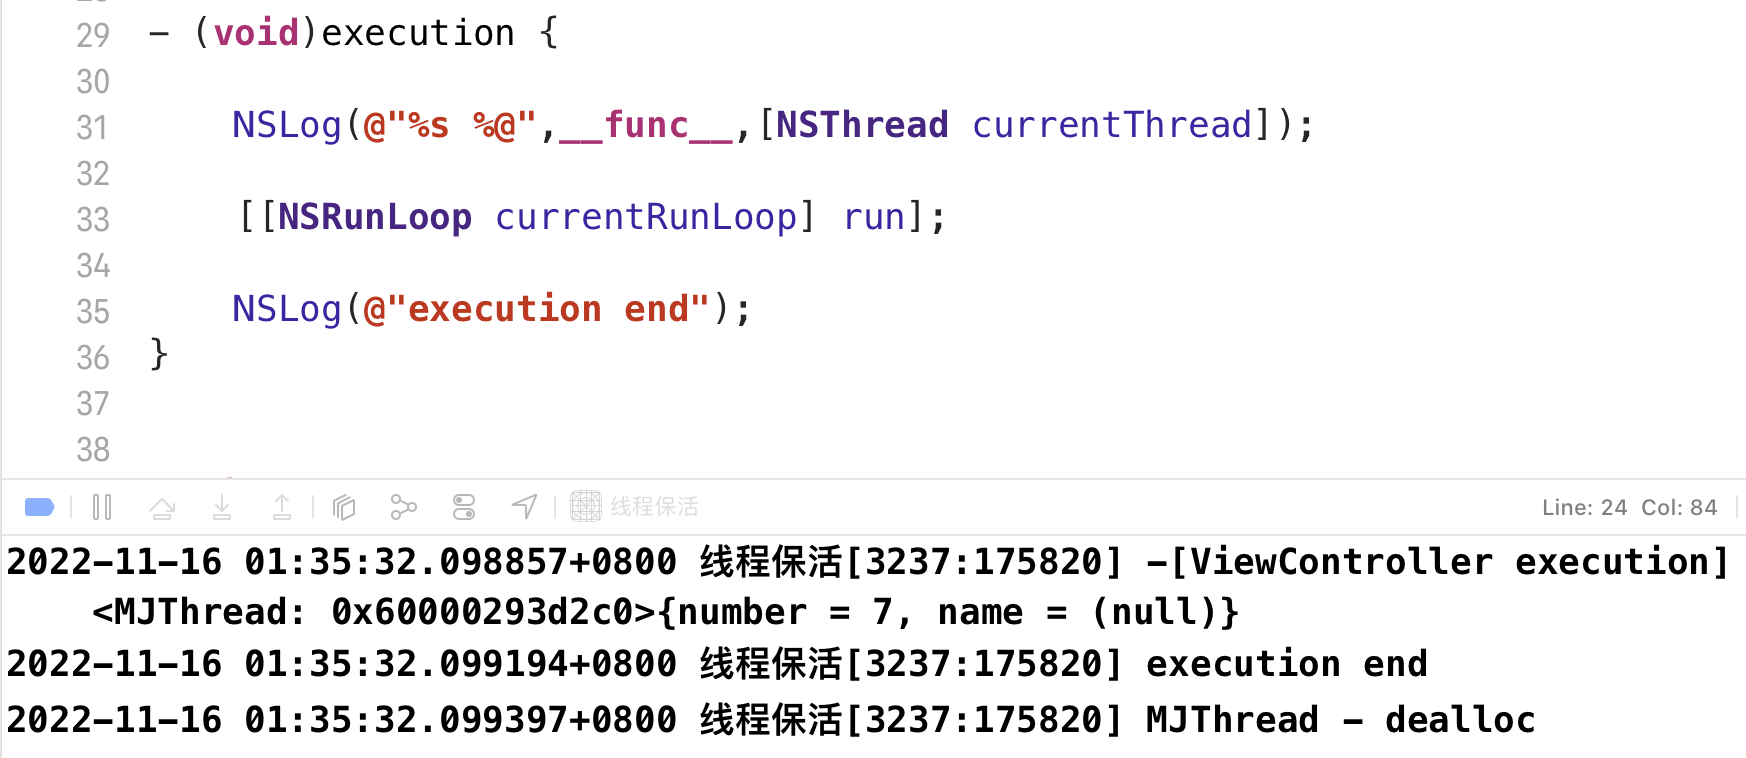 29 - (void)execution {
30
31 NSLog(@"%s %@",__func__,[NSThread currentThread]);
32
33 [[NSRunLoop currentRunLoop] run];
34
35 NSLog(@"execution end");
36 }
37
38
线程保活 Line: 24 Col: 84
2022-11-16 01:35:32.098857+0800 线程保活[3237:175820] -[ViewController execution]
<MJThread: 0x60000293d2c0>{number = 7, name = (null)}
2022-11-16 01:35:32.099194+0800 线程保活[3237:175820] execution end
2022-11-16 01:35:32.099397+0800 线程保活[3237:175820] MJThread - dealloc